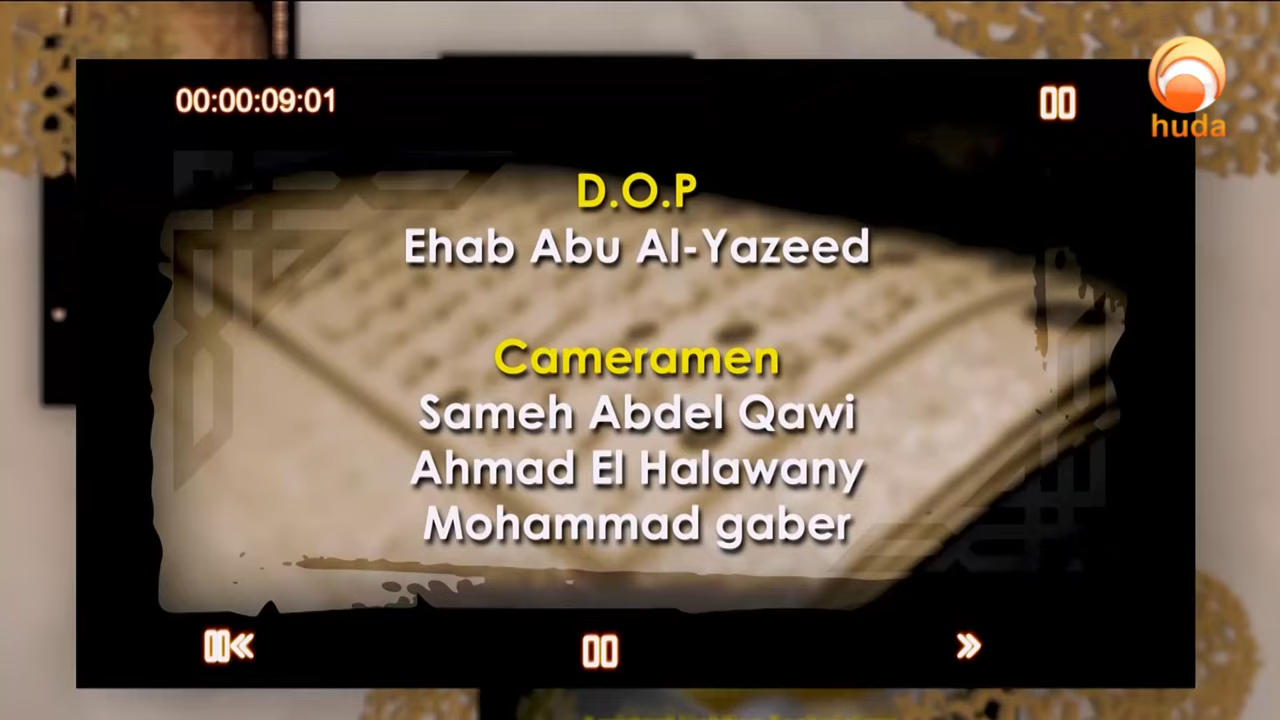 00:00:09:01
huda
D.O.P
Ehab Abu Al-Yazeed
Cameramen
Sameh Abdel Qawi
Ahmad El Halawany
Mohammad gaber